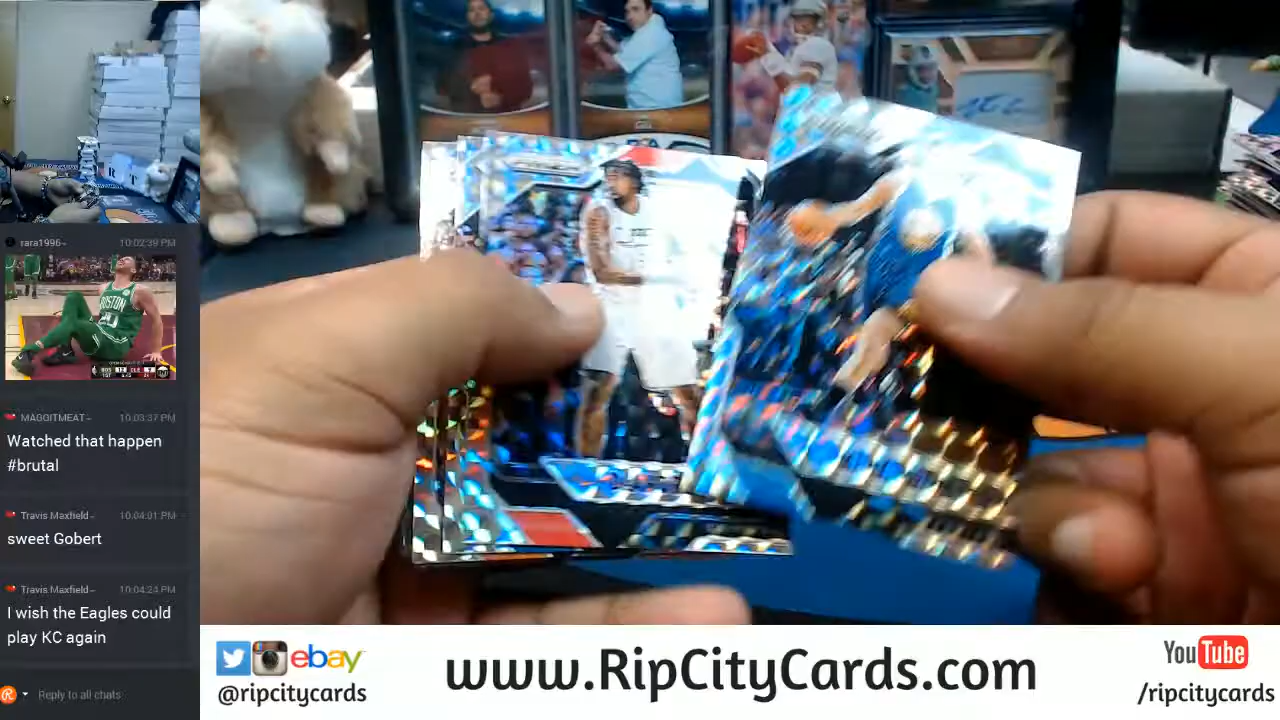 rara1996~ 10:02:39 PM
BOSTON
MAGGITMEAT~ 10:03:37 PM
Watched that happen
#brutal
Travis Maxfield~ 10:04:01 PM
sweet Gobert
Travis Maxfield~ 10:04:24 PM
I wish the Eagles could
play KC again
Reply to all chats
ebay
@ripcitycards
www.RipCityCards.com
YouTube
/ripcitycards